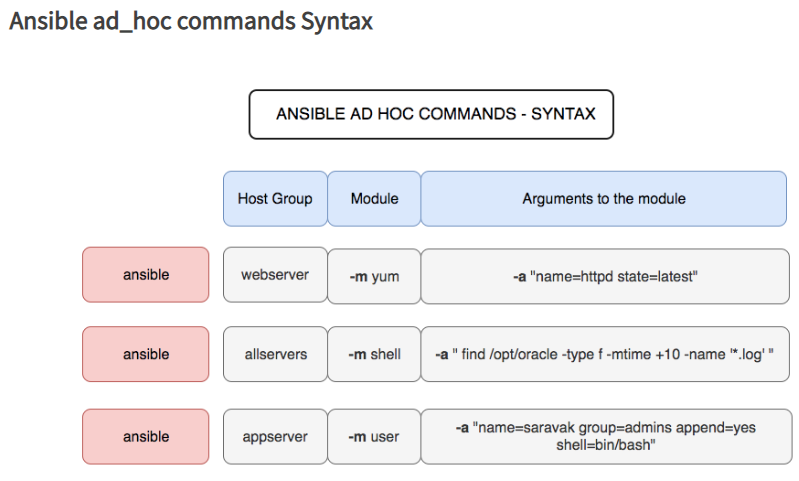 Ansible ad_hoc commands Syntax
ANSIBLE AD HOC COMMANDS - SYNTAX
Host Group Module Arguments to the module
ansible webserver -m yum -a "name=httpd state=latest"
ansible allservers -m shell -a " find /opt/oracle -type f -mtime +10 -name '*.log' "
ansible appserver -m user -a "name=saravak group=admins append=yes
shell=bin/bash"